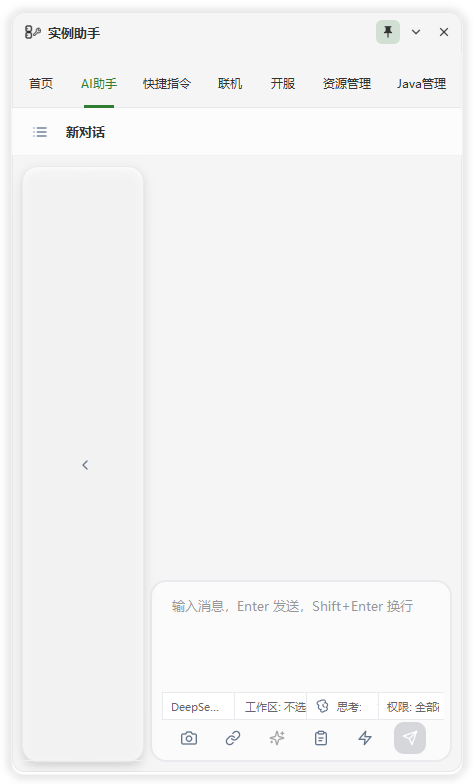 实例助手
首页 AI助手 快捷指令 联机 开服 资源管理 Java管理
新对话
输入消息，Enter 发送，Shift+Enter 换行
DeepSe... 工作区: 不选 思考: 权限: 全部